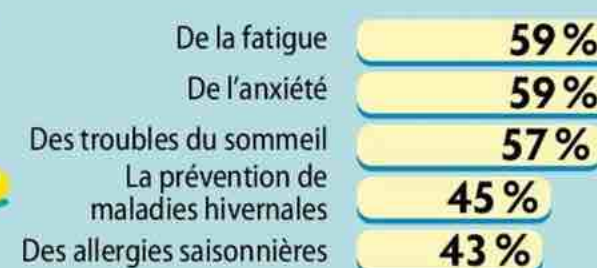 De la fatigue 59 %
De l'anxiété 59 %
Des troubles du sommeil 57 %
La prévention de
maladies hivernales 45 %
Des allergies saisonnières 43 %